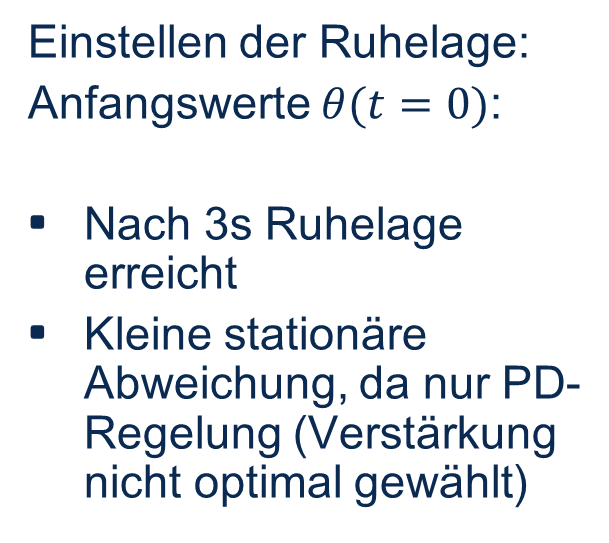 Einstellen der Ruhelage:
Anfangswerte θ(t = 0):
▪ Nach 3s Ruhelage
erreicht
▪ Kleine stationäre
Abweichung, da nur PD-
Regelung (Verstärkung
nicht optimal gewählt)